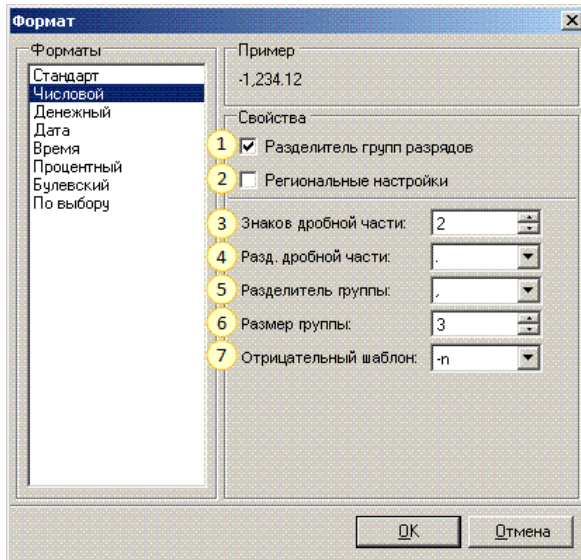 Формат
Форматы
Стандарт
Числовой
Денежный
Дата
Время
Процентный
Булевский
По выбору
Пример
-1,234.12
Свойства
1 Разделитель групп разрядов
2 Региональные настройки
3 Знаков дробной части: 2
4 Разд. дробной части: .
5 Разделитель группы: ,
6 Размер группы: 3
7 Отрицательный шаблон: -n
OK Отмена